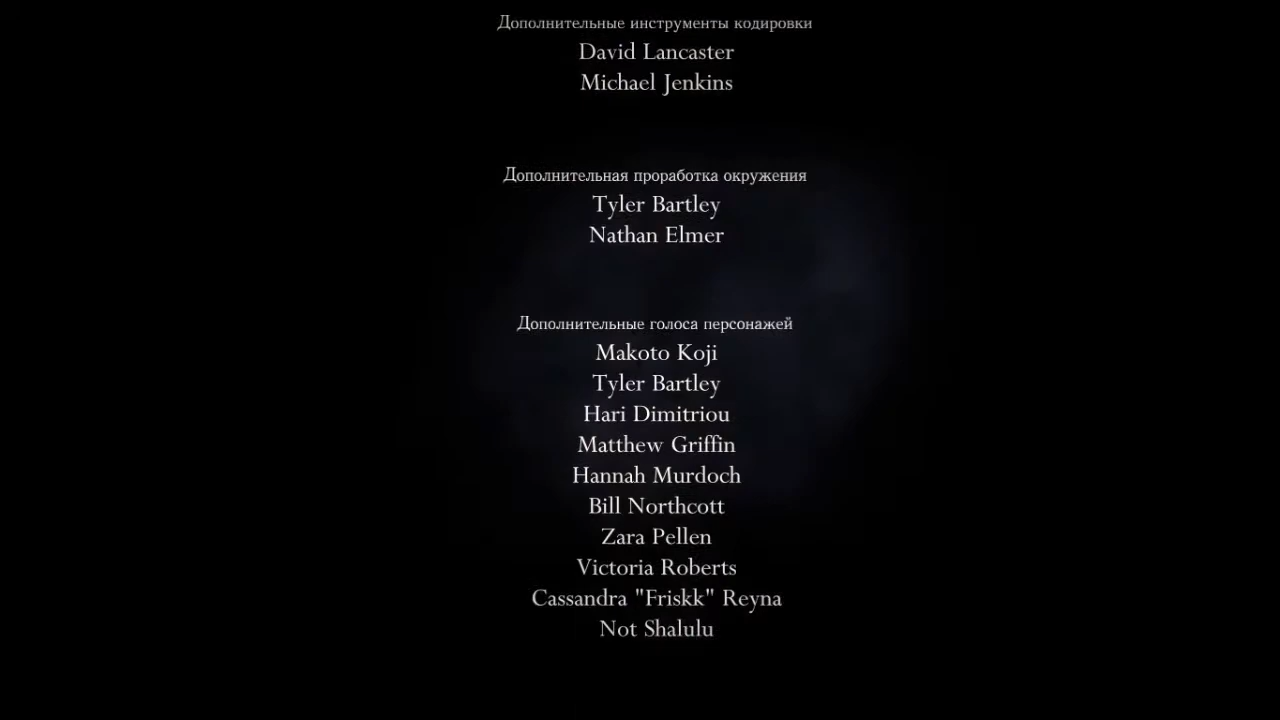 Дополнительные инструменты кодировки
David Lancaster
Michael Jenkins
Дополнительная проработка окружения
Tyler Bartley
Nathan Elmer
Дополнительные голоса персонажей
Makoto Koji
Tyler Bartley
Hari Dimitriou
Matthew Griffin
Hannah Murdoch
Bill Northcott
Zara Pellen
Victoria Roberts
Cassandra "Friskk" Reyna
Not Shalulu